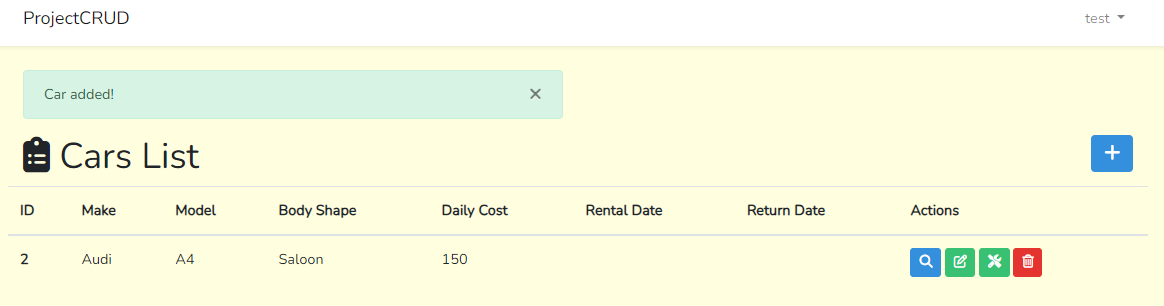 ProjectCRUD test
Car added!
Cars List
ID Make Model Body Shape Daily Cost Rental Date Return Date Actions
2 Audi A4 Saloon 150